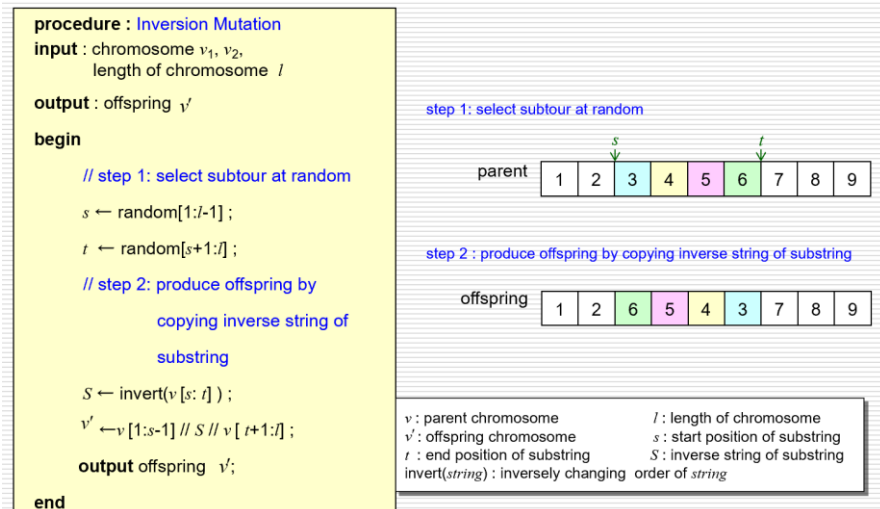 procedure : Inversion Mutation
input : chromosome v₁, v₂,
length of chromosome l
output : offspring v′
begin
// step 1: select subtour at random
s ← random[1:l-1] ;
t ← random[s+1:l] ;
// step 2: produce offspring by
copying inverse string of
substring
S ← invert(v [s: t] ) ;
v′ ←v [1:s-1] // S // v [ t+1:l] ;
output offspring v′;
end
step 1: select subtour at random
s t
parent 1 2 3 4 5 6 7 8 9
step 2 : produce offspring by copying inverse string of substring
offspring 1 2 6 5 4 3 7 8 9
v : parent chromosome l : length of chromosome
v′ : offspring chromosome s : start position of substring
t : end position of substring S : inverse string of substring
invert(string) : inversely changing order of string